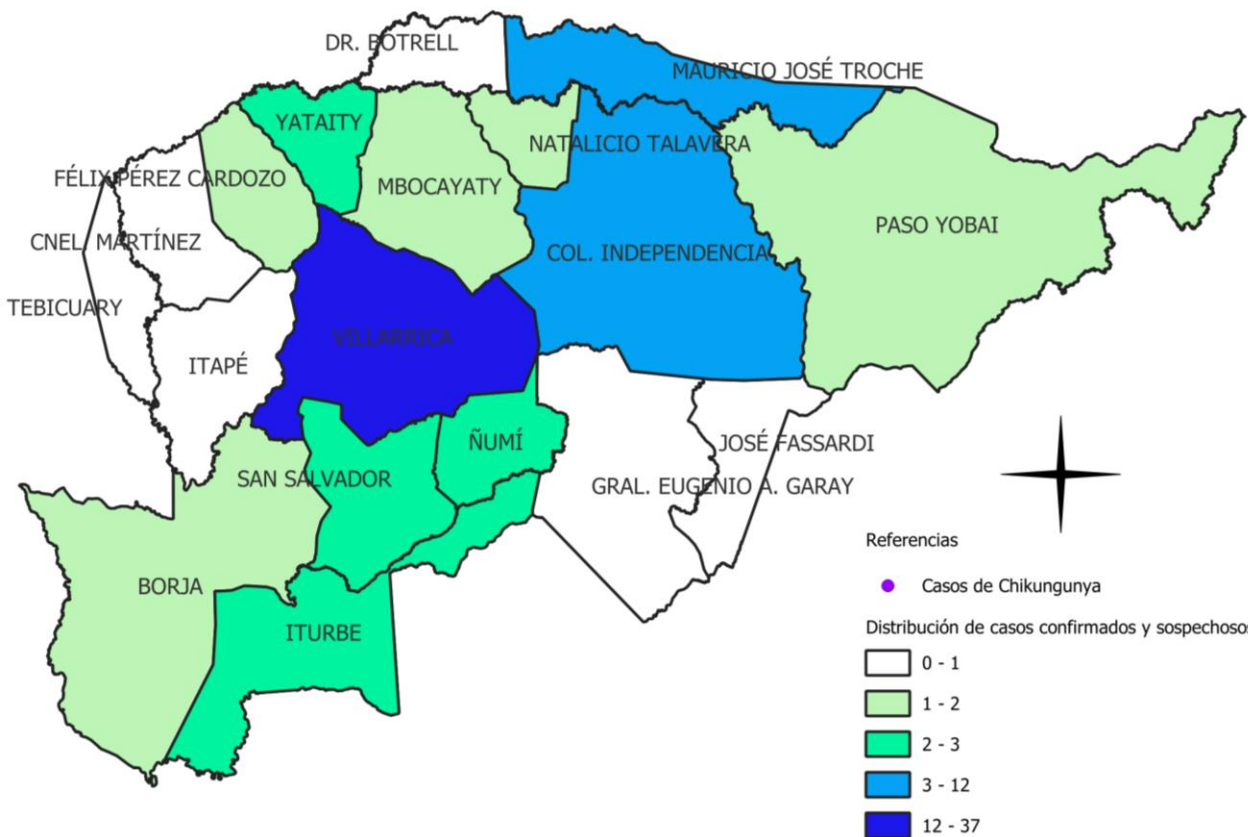 DR. BOTRELL
MAURICIO JOSÉ TROCHE
YATAITY
NATALICIO TALAVERA
FÉLIX PÉREZ CARDOZO
MBOCAYATY
PASO YOBAI
CNEL. MARTÍNEZ
COL. INDEPENDENCIA
TEBICUARY
VILLARRICA
ITAPÉ
ÑUMÍ
JOSÉ FASSARDI
SAN SALVADOR
GRAL. EUGENIO A. GARAY
BORJA
ITURBE
Referencias
Casos de Chikungunya
Distribución de casos confirmados y sospechosos
0 - 1
1 - 2
2 - 3
3 - 12
12 - 37